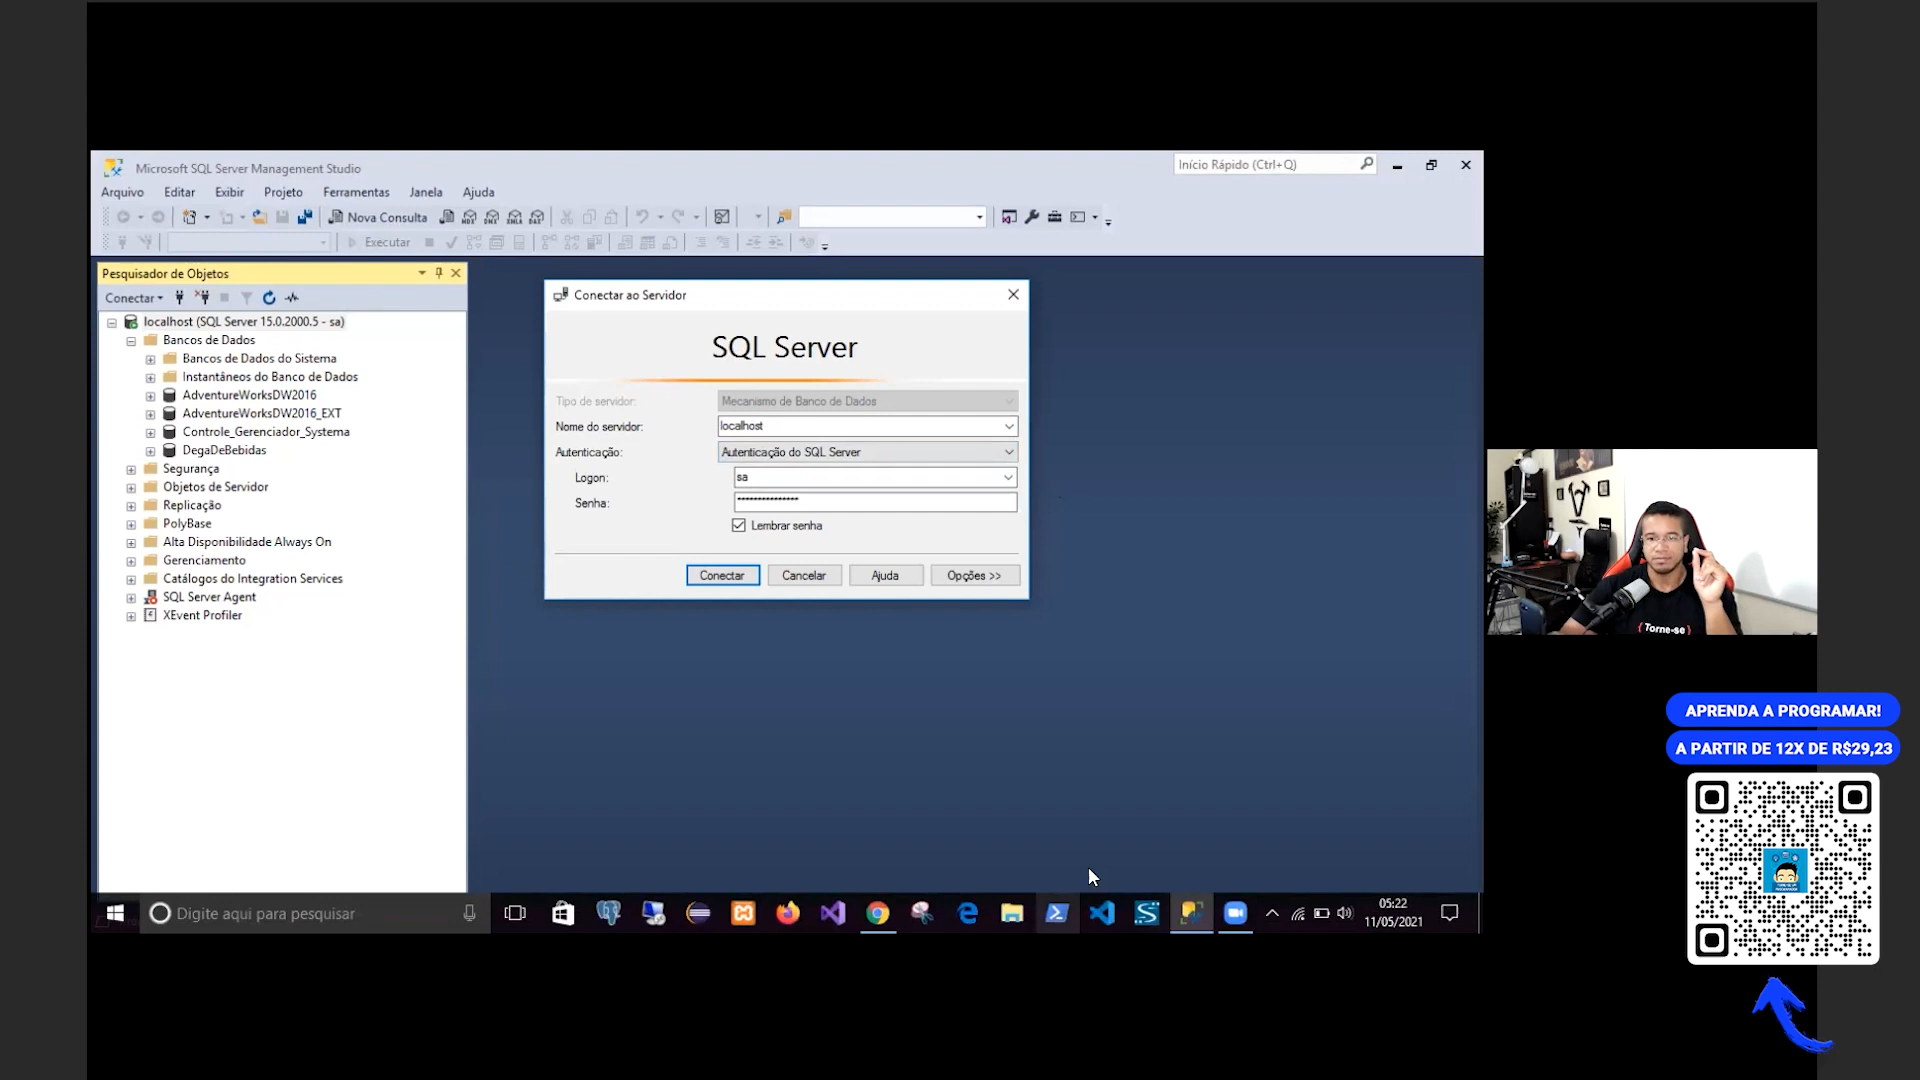 Microsoft SQL Server Management Studio
Início Rápido (Ctrl+Q)
Arquivo Editar Exibir Projeto Ferramentas Janela Ajuda
Nova Consulta
Executar
Pesquisador de Objetos
Conectar
localhost (SQL Server 15.0.2000.5 - sa)
Bancos de Dados
Bancos de Dados do Sistema
Instantâneos do Banco de Dados
AdventureWorksDW2016
AdventureWorksDW2016_EXT
Controle_Gerenciador_Systema
DegaDeBebidas
Segurança
Objetos de Servidor
Replicação
PolyBase
Alta Disponibilidade Always On
Gerenciamento
Catálogos do Integration Services
SQL Server Agent
XEvent Profiler
Conectar ao Servidor
SQL Server
Tipo de servidor: Mecanismo de Banco de Dados
Nome do servidor: localhost
Autenticação: Autenticação do SQL Server
Logon: sa
Senha: ***************
Lembrar senha
Conectar Cancelar Ajuda Opções >>
{ Torne-se }
APRENDA A PROGRAMAR!
A PARTIR DE 12X DE R$29,23
Digite aqui para pesquisar
05:22
11/05/2021